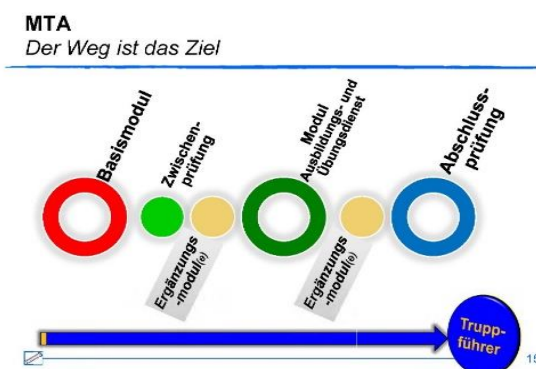 MTA
Der Weg ist das Ziel
Basismodul
Zwischen-
prüfung
Ergänzungs
-modul(e)
Modul
Ausbildungs- und
Übungsdienst
Ergänzungs
-modul(e)
Abschluss-
prüfung
Trupp-
führer
15